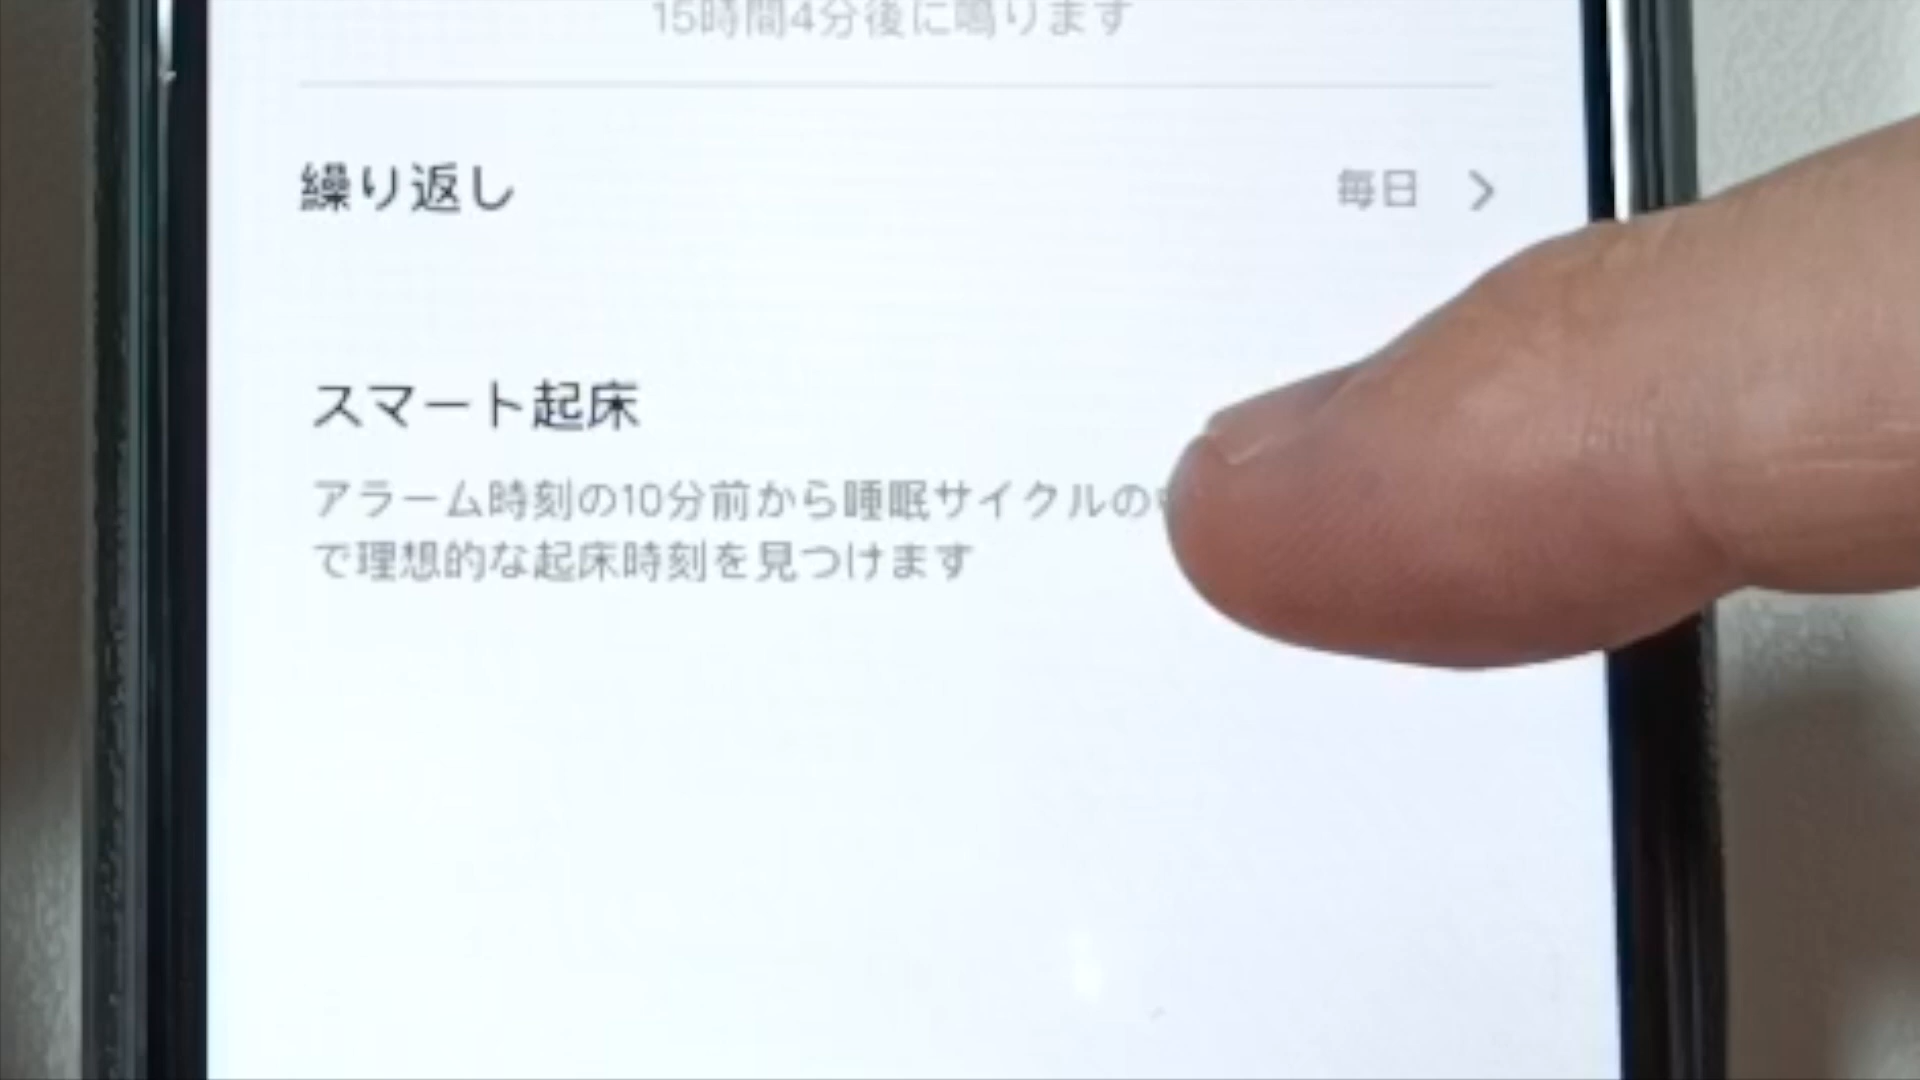 15時間4分後に鳴ります
繰り返し
毎日
スマート起床
アラーム時刻の10分前から睡眠サイクルの
で理想的な起床時刻を見つけます